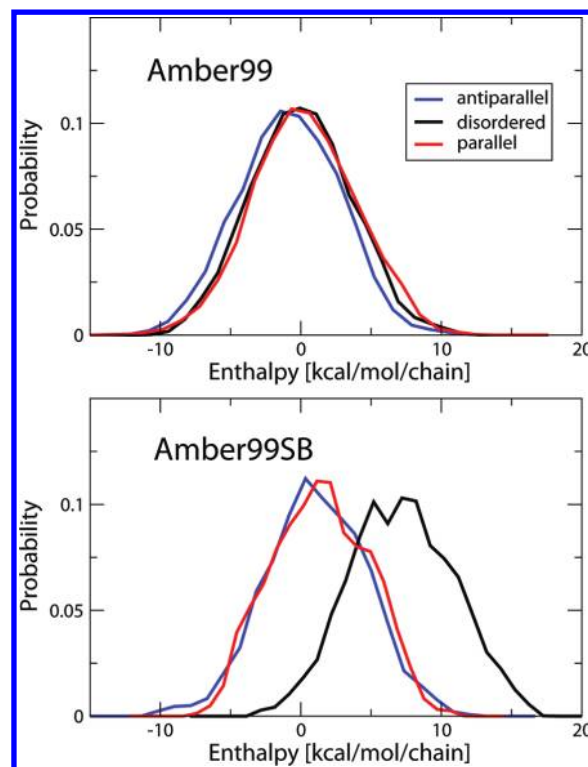 Amber99
antiparallel
disordered
parallel
Probability
0.1
0.05
0
-10
0
10
20
Enthalpy [kcal/mol/chain]
Amber99SB
Probability
0.1
0.05
0
-10
0
10
20
Enthalpy [kcal/mol/chain]